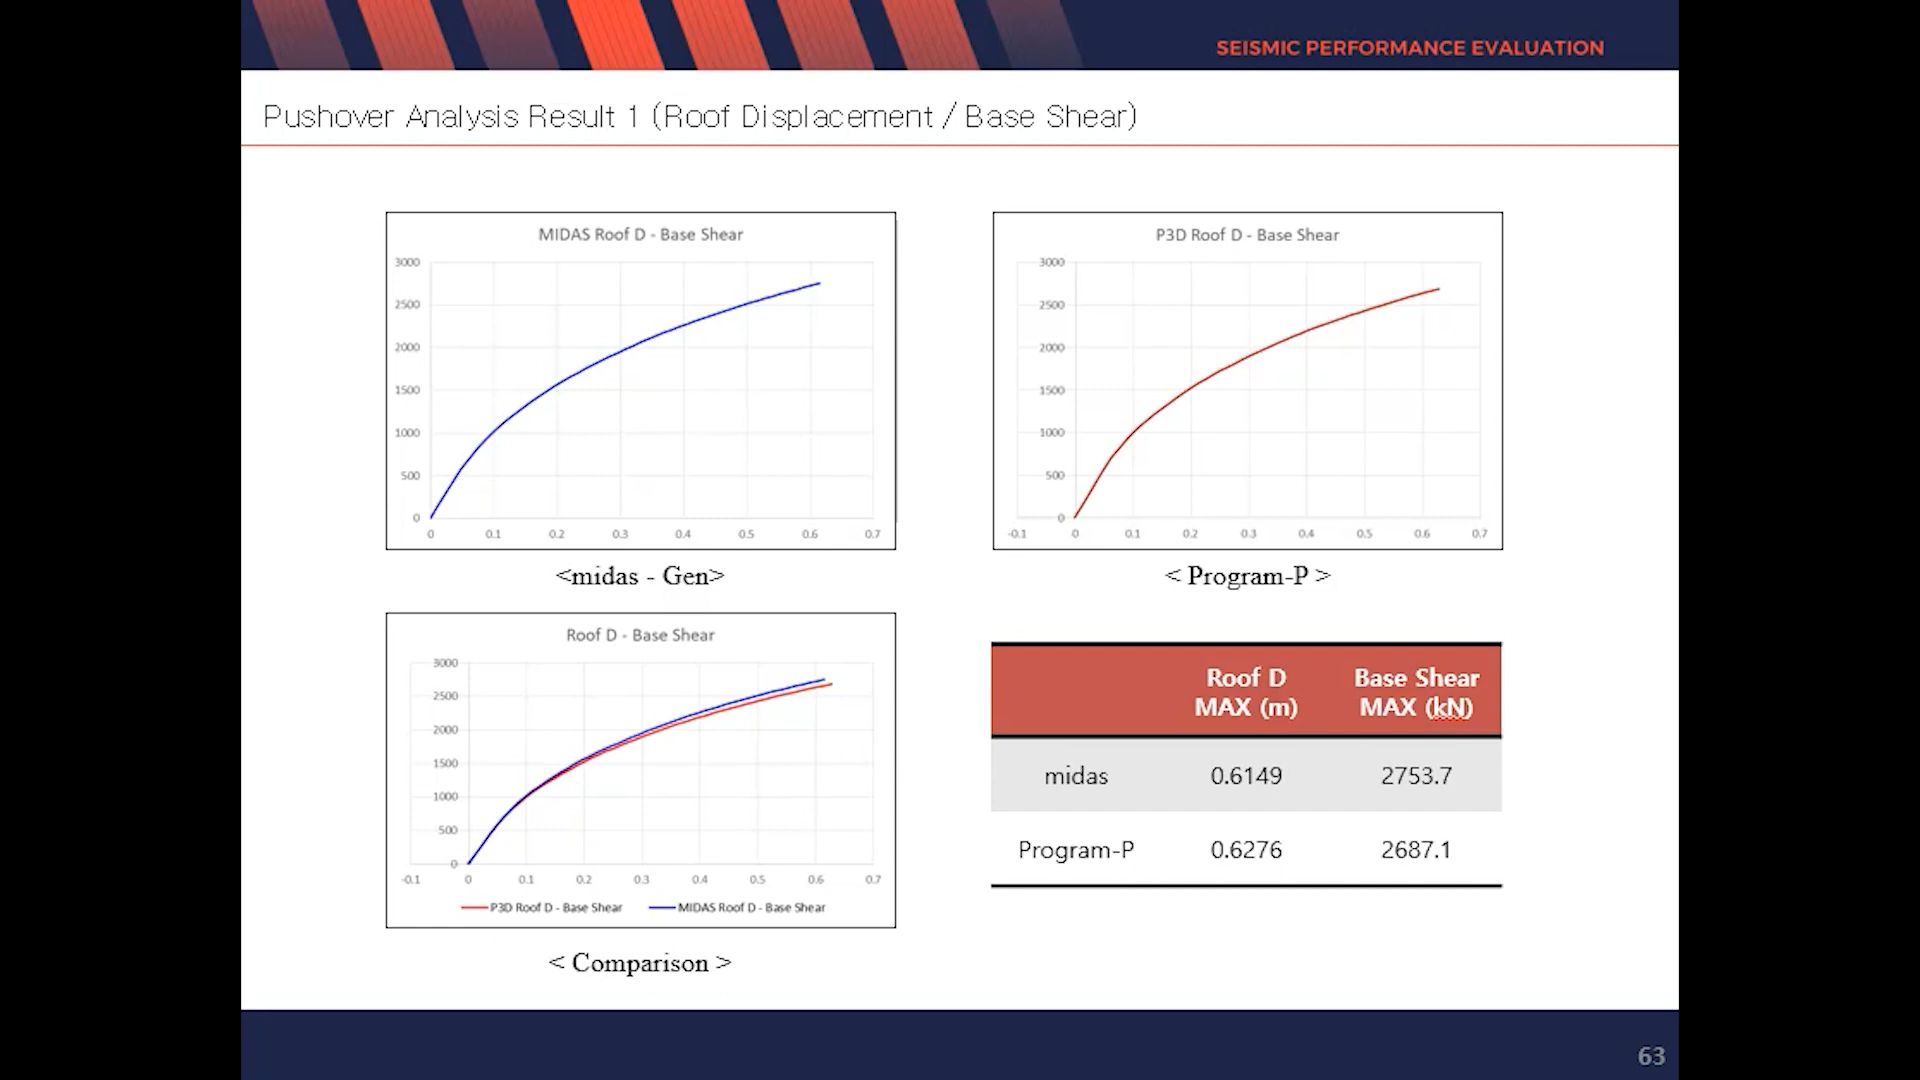 SEISMIC PERFORMANCE EVALUATION
Pushover Analysis Result 1 (Roof Displacement / Base Shear)
MIDAS Roof D - Base Shear
3000
2500
2000
1500
1000
500
0
0 0.1 0.2 0.3 0.4 0.5 0.6 0.7
<midas - Gen>
P3D Roof D - Base Shear
3000
2500
2000
1500
1000
500
0
-0.1 0 0.1 0.2 0.3 0.4 0.5 0.6 0.7
< Program-P >
Roof D - Base Shear
3000
2500
2000
1500
1000
500
0
-0.1 0 0.1 0.2 0.3 0.4 0.5 0.6 0.7
P3D Roof D - Base Shear MIDAS Roof D - Base Shear
< Comparison >
Roof D Base Shear
MAX (m) MAX (kN)
midas 0.6149 2753.7
Program-P 0.6276 2687.1
63